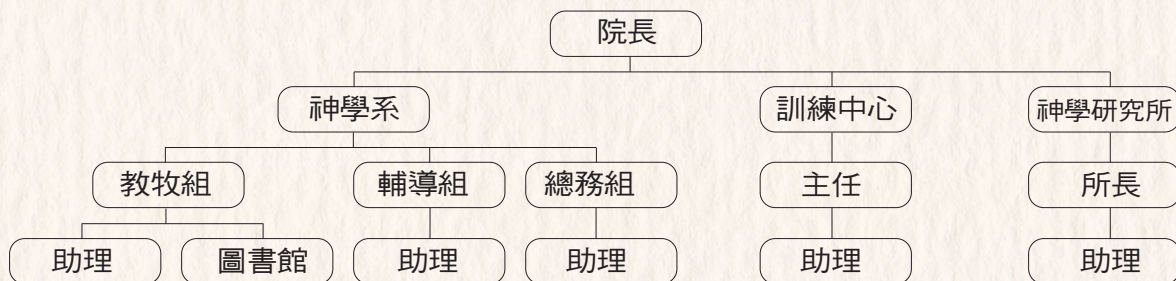 院長
神學系 訓練中心 神學研究所
教牧組 輔導組 總務組 主任 所長
助理 圖書館 助理 助理 助理 助理